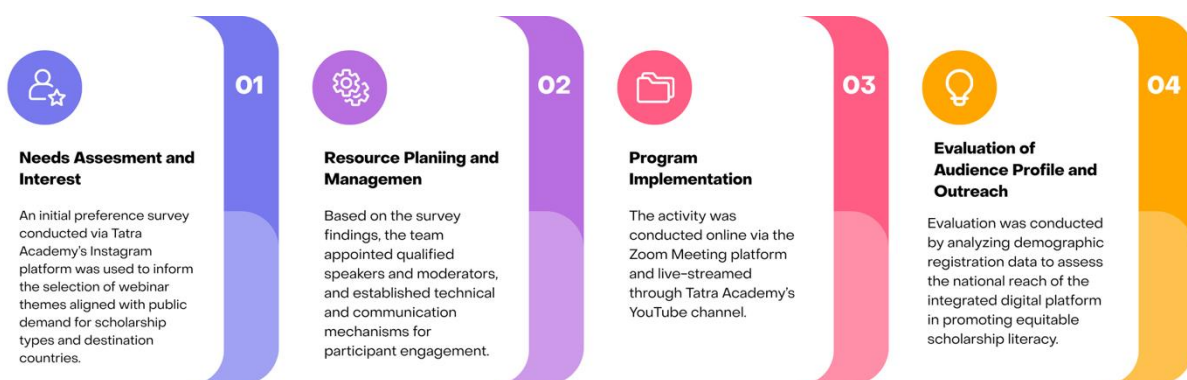 01
Needs Assesment and
Interest
An initial preference survey
conducted via Tatra
Academy's Instagram
platform was used to inform
the selection of webinar
themes aligned with public
demand for scholarship
types and destination
countries.
02
Resource Planiing and
Managemen
Based on the survey
findings, the team
appointed qualified
speakers and moderators,
and established technical
and communication
mechanisms for
participant engagement.
03
Program
Implementation
The activity was
conducted online via the
Zoom Meeting platform
and live-streamed
through Tatra Academy's
YouTube channel.
04
Evaluation of
Audience Profile and
Outreach
Evaluation was conducted
by analyzing demographic
registration data to assess
the national reach of the
integrated digital platform
in promoting equitable
scholarship literacy.